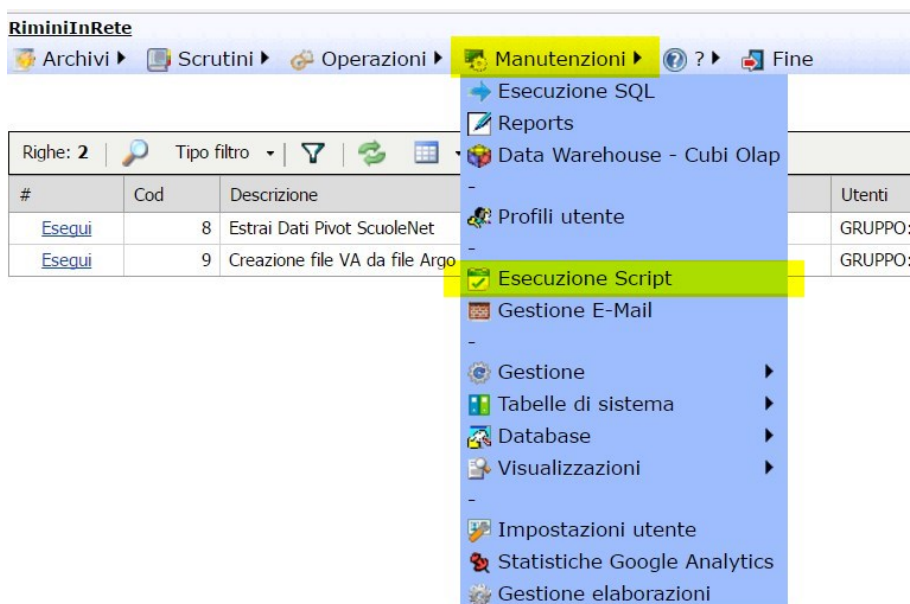 RiminiInRete
Archivi Scrutini Operazioni Manutenzioni ? Fine
Esecuzione SQL
Reports
Data Warehouse - Cubi Olap
-
Profili utente
-
Esecuzione Script
Gestione E-Mail
-
Gestione
Tabelle di sistema
Database
Visualizzazioni
-
Impostazioni utente
Statistiche Google Analytics
Gestione elaborazioni
Righe: 2 Tipo filtro
# Cod Descrizione Utenti
Esegui 8 Estrai Dati Pivot ScuoleNet GRUPPO:
Esegui 9 Creazione file VA da file Argo GRUPPO: